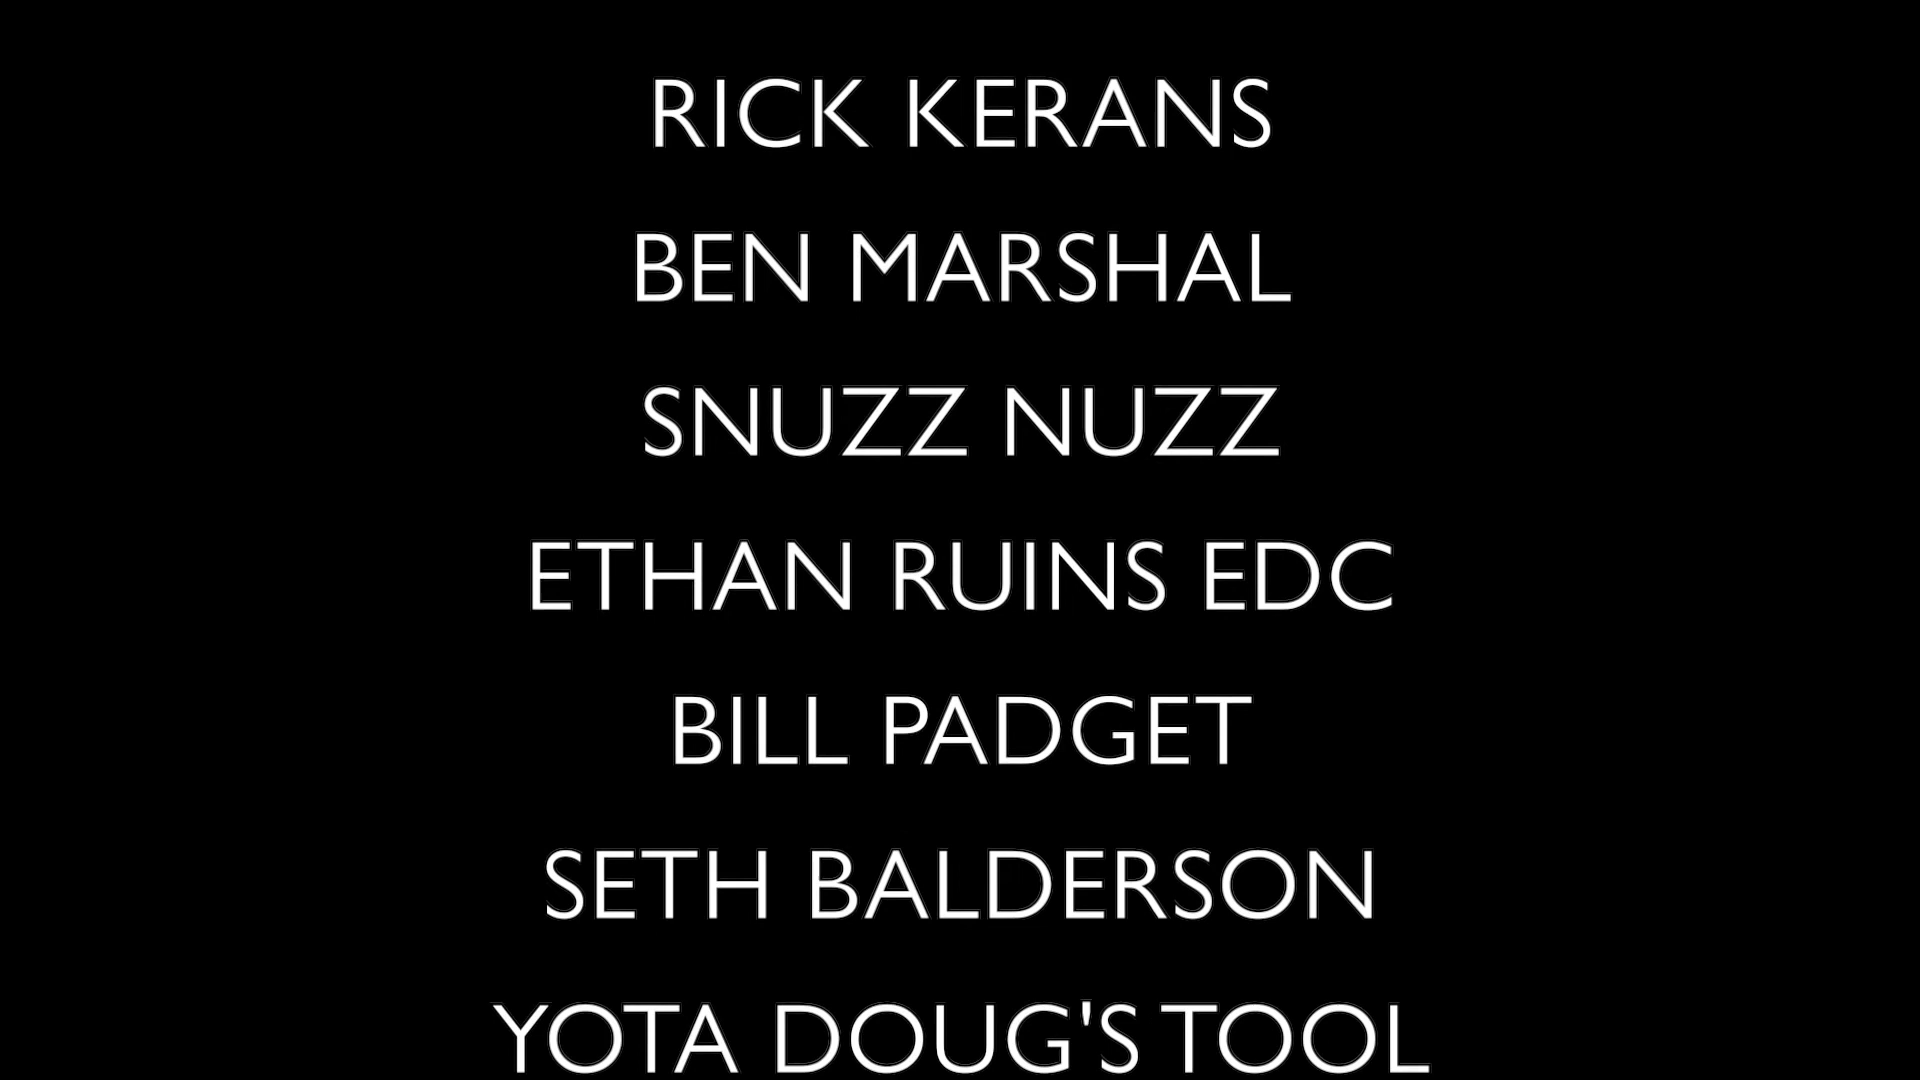 RICK KERANS
BEN MARSHAL
SNUZZ NUZZ
ETHAN RUINS EDC
BILL PADGET
SETH BALDERSON
YOTA DOUG'S TOOL